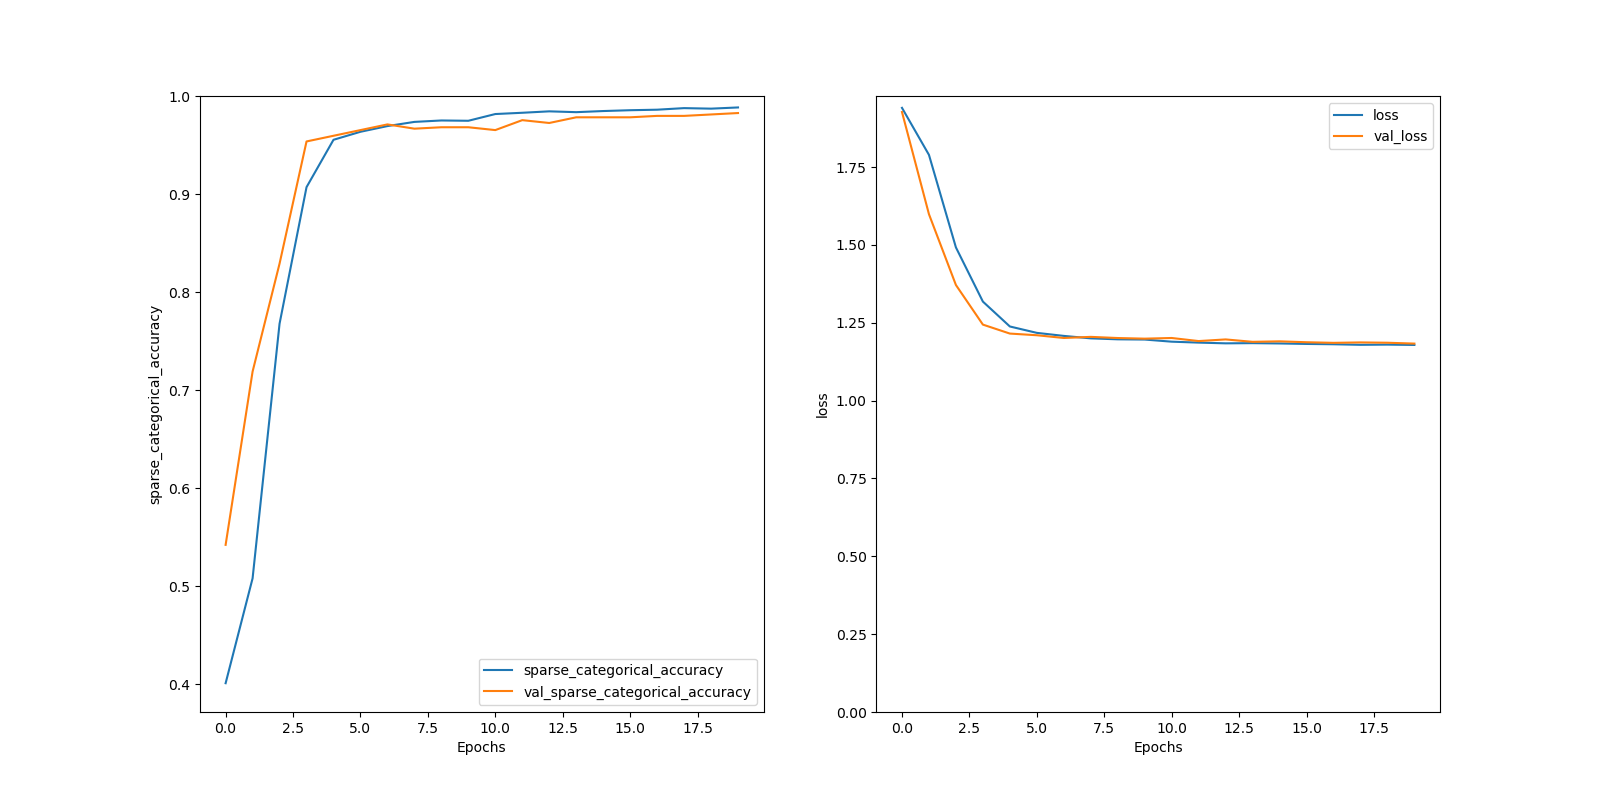 1.0
0.9
0.8
0.7
0.6
0.5
0.4
sparse_categorical_accuracy
sparse_categorical_accuracy
val_sparse_categorical_accuracy
0.0 2.5 5.0 7.5 10.0 12.5 15.0 17.5
Epochs
loss
val_loss
1.75
1.50
1.25
1.00
0.75
0.50
0.25
0.00
loss
0.0 2.5 5.0 7.5 10.0 12.5 15.0 17.5
Epochs